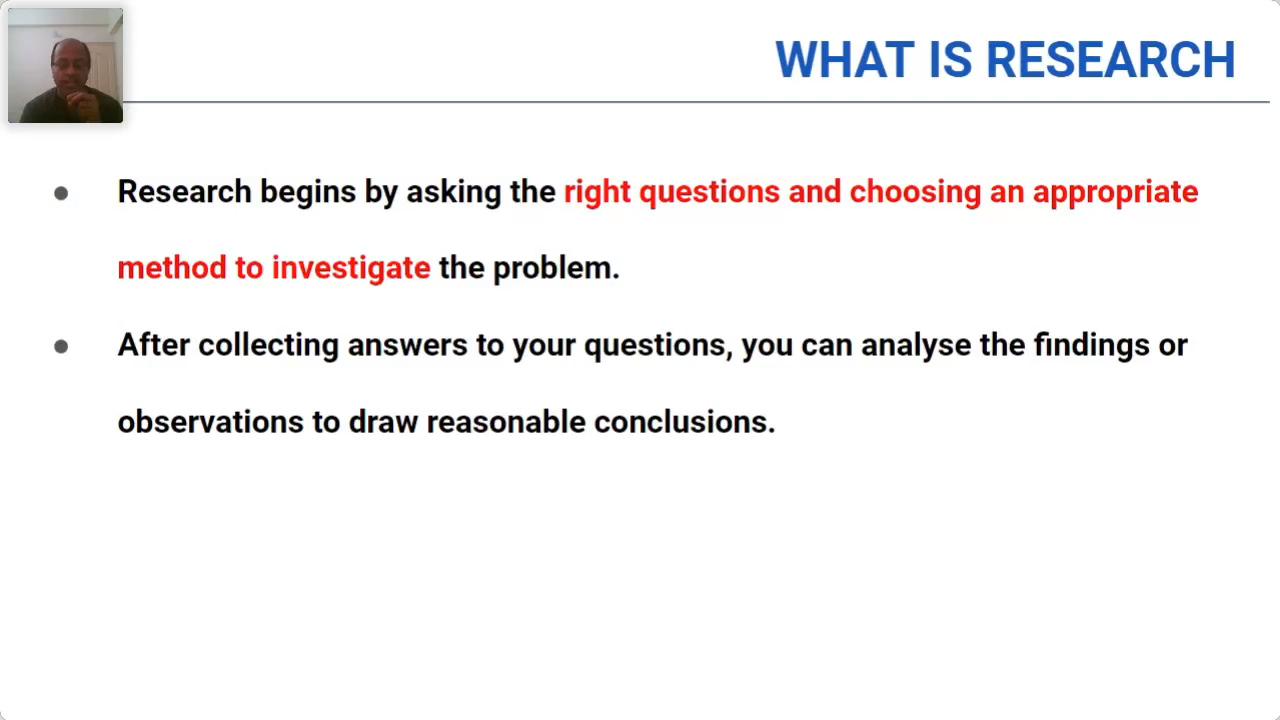 WHAT IS RESEARCH
Research begins by asking the right questions and choosing an appropriate
method to investigate the problem.
After collecting answers to your questions, you can analyse the findings or
observations to draw reasonable conclusions.